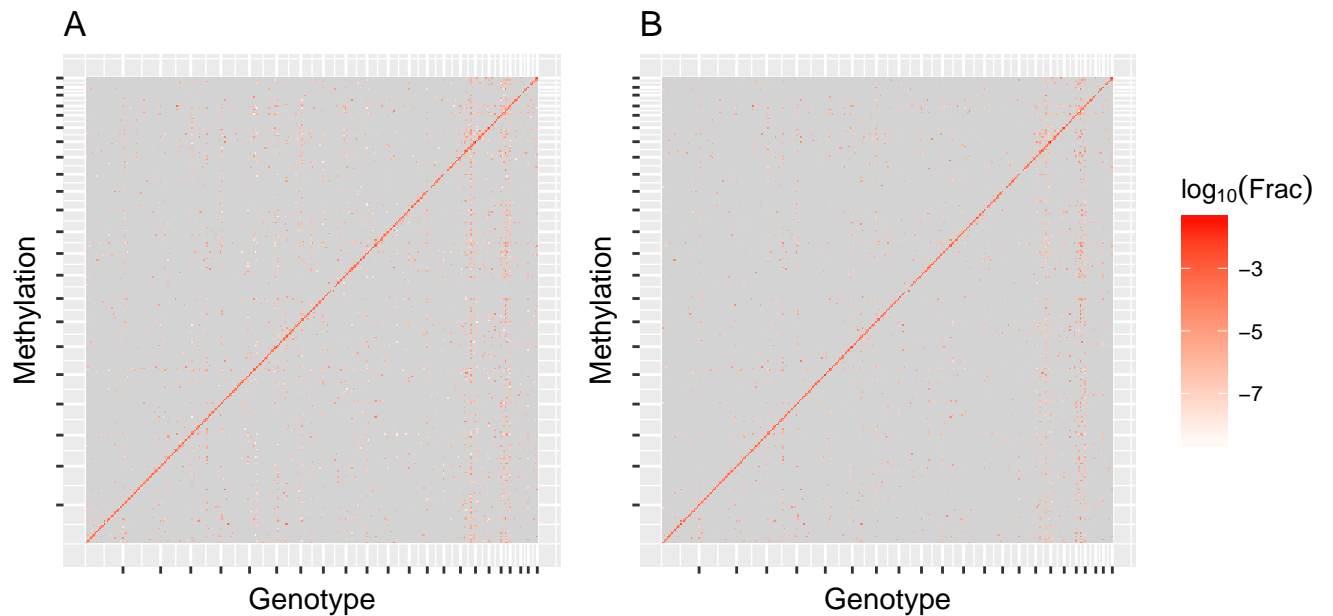 A
B
Methylation
Genotype
Methylation
Genotype
log₁₀(Frac)
−3
−5
−7